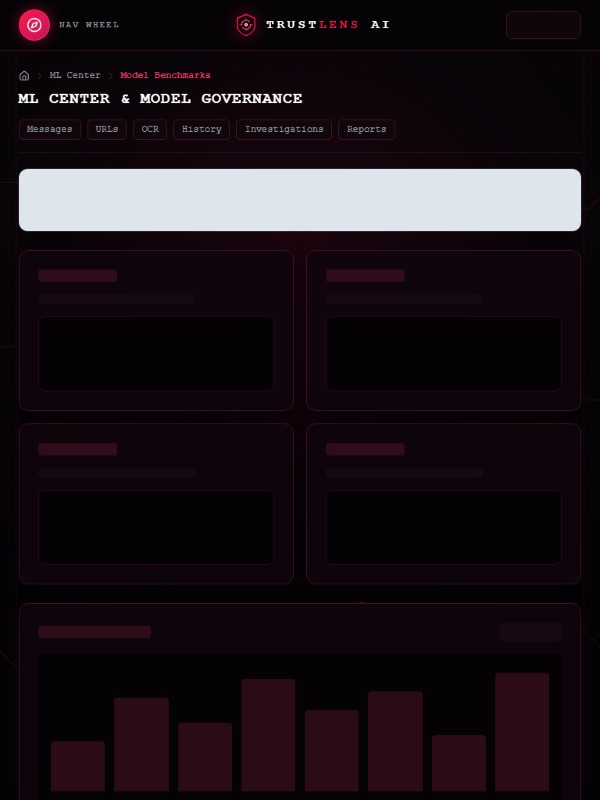 NAV WHEEL
TRUSTLENS AI
ML Center > Model Benchmarks
ML CENTER & MODEL GOVERNANCE
Messages URLs OCR History Investigations Reports